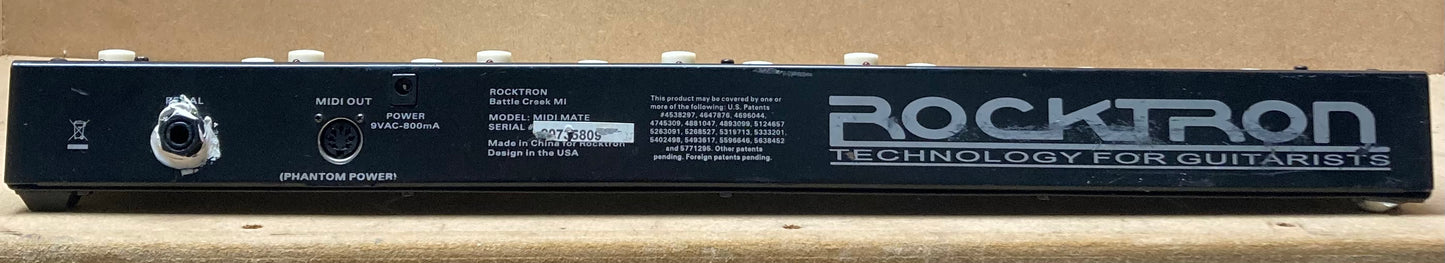 PEDAL
MIDI OUT
(PHANTOM POWER)
POWER
9VAC-800mA
ROCKTRON
Battle Creek Mi
MODEL: MIDI MATE
SERIAL #
Made in China for Rocktron
Design in the USA
This product may be covered by one or
more of the following: U.S. Patents
#4538297, 4647876, 4696044,
4745309, 4881047, 4893099, 5124657
5263091, 5268527, 5319713, 5333201,
5402498, 5493617, 5596646, 5638452
and 5771295. Other patents
pending. Foreign patents pending.
ROCKTRON
TECHNOLOGY FOR GUITARISTS